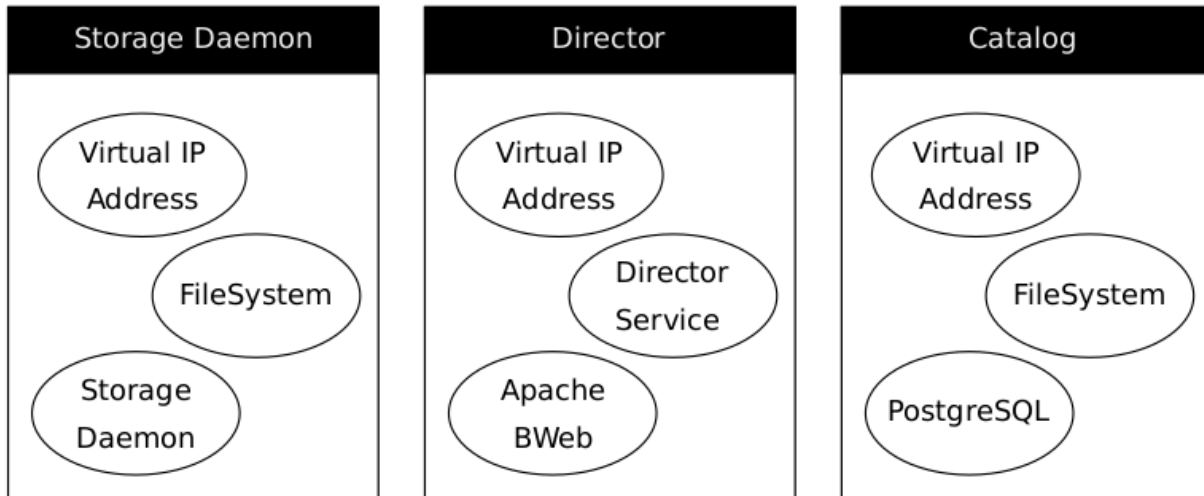 Storage Daemon
Virtual IP
Address
FileSystem
Storage
Daemon
Director
Virtual IP
Address
Director
Service
Apache
BWeb
Catalog
Virtual IP
Address
FileSystem
PostgreSQL